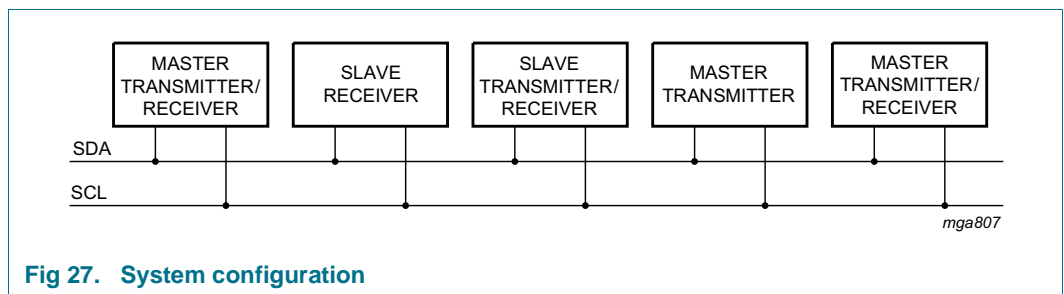 MASTER
TRANSMITTER/
RECEIVER
SLAVE
RECEIVER
SLAVE
TRANSMITTER/
RECEIVER
MASTER
TRANSMITTER
MASTER
TRANSMITTER/
RECEIVER
SDA
SCL
mga807
Fig 27. System configuration